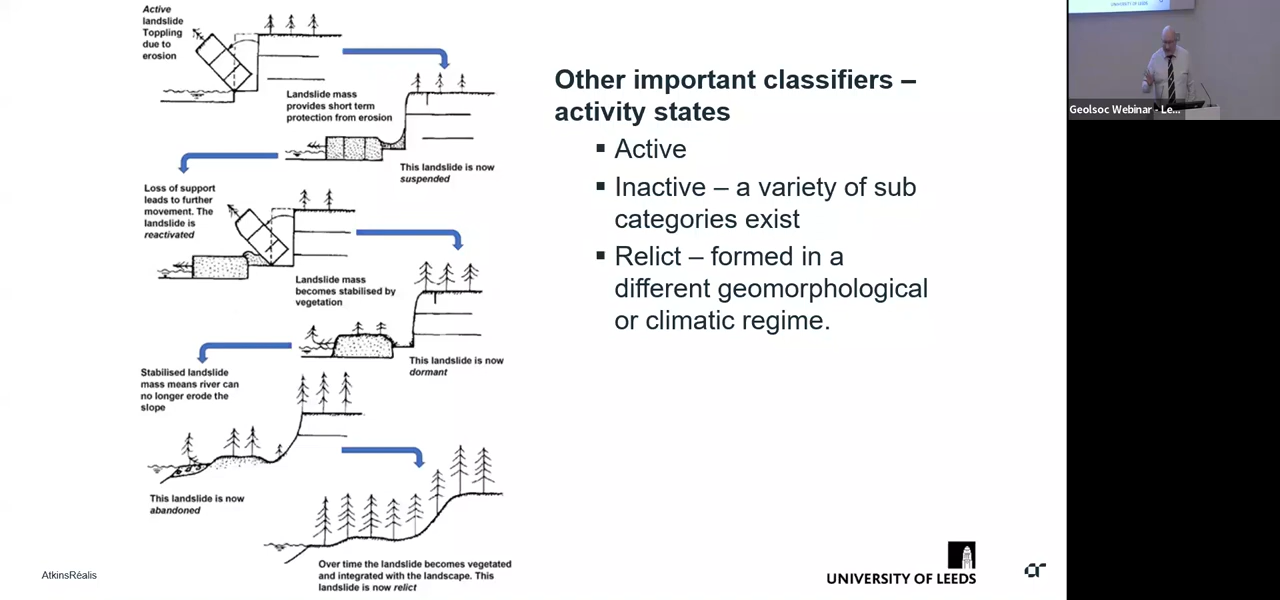 Active
landslide
Toppling
due to
erosion
Landslide mass
provides short term
protection from erosion
This landslide is now
suspended
Loss of support
leads to further
movement. The
landslide is
reactivated
Landslide mass
becomes stabilised by
vegetation
This landslide is now
dormant
Stabilised landslide
mass means river can
no longer erode the
slope
This landslide is now
abandoned
Over time the landslide becomes vegetated
and integrated with the landscape. This
landslide is now relict
Other important classifiers –
activity states
▪ Active
▪ Inactive – a variety of sub
categories exist
▪ Relict – formed in a
different geomorphological
or climatic regime.
AtkinsRéalis
UNIVERSITY OF LEEDS
UNIVERSITY OF LEEDS
Geolsoc Webinar - Le...